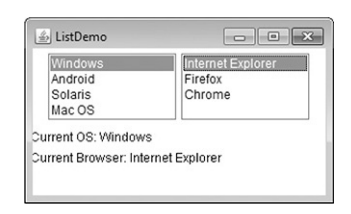 ListDemo
Windows
Android
Solaris
Mac OS
Internet Explorer
Firefox
Chrome
Current OS: Windows
Current Browser: Internet Explorer